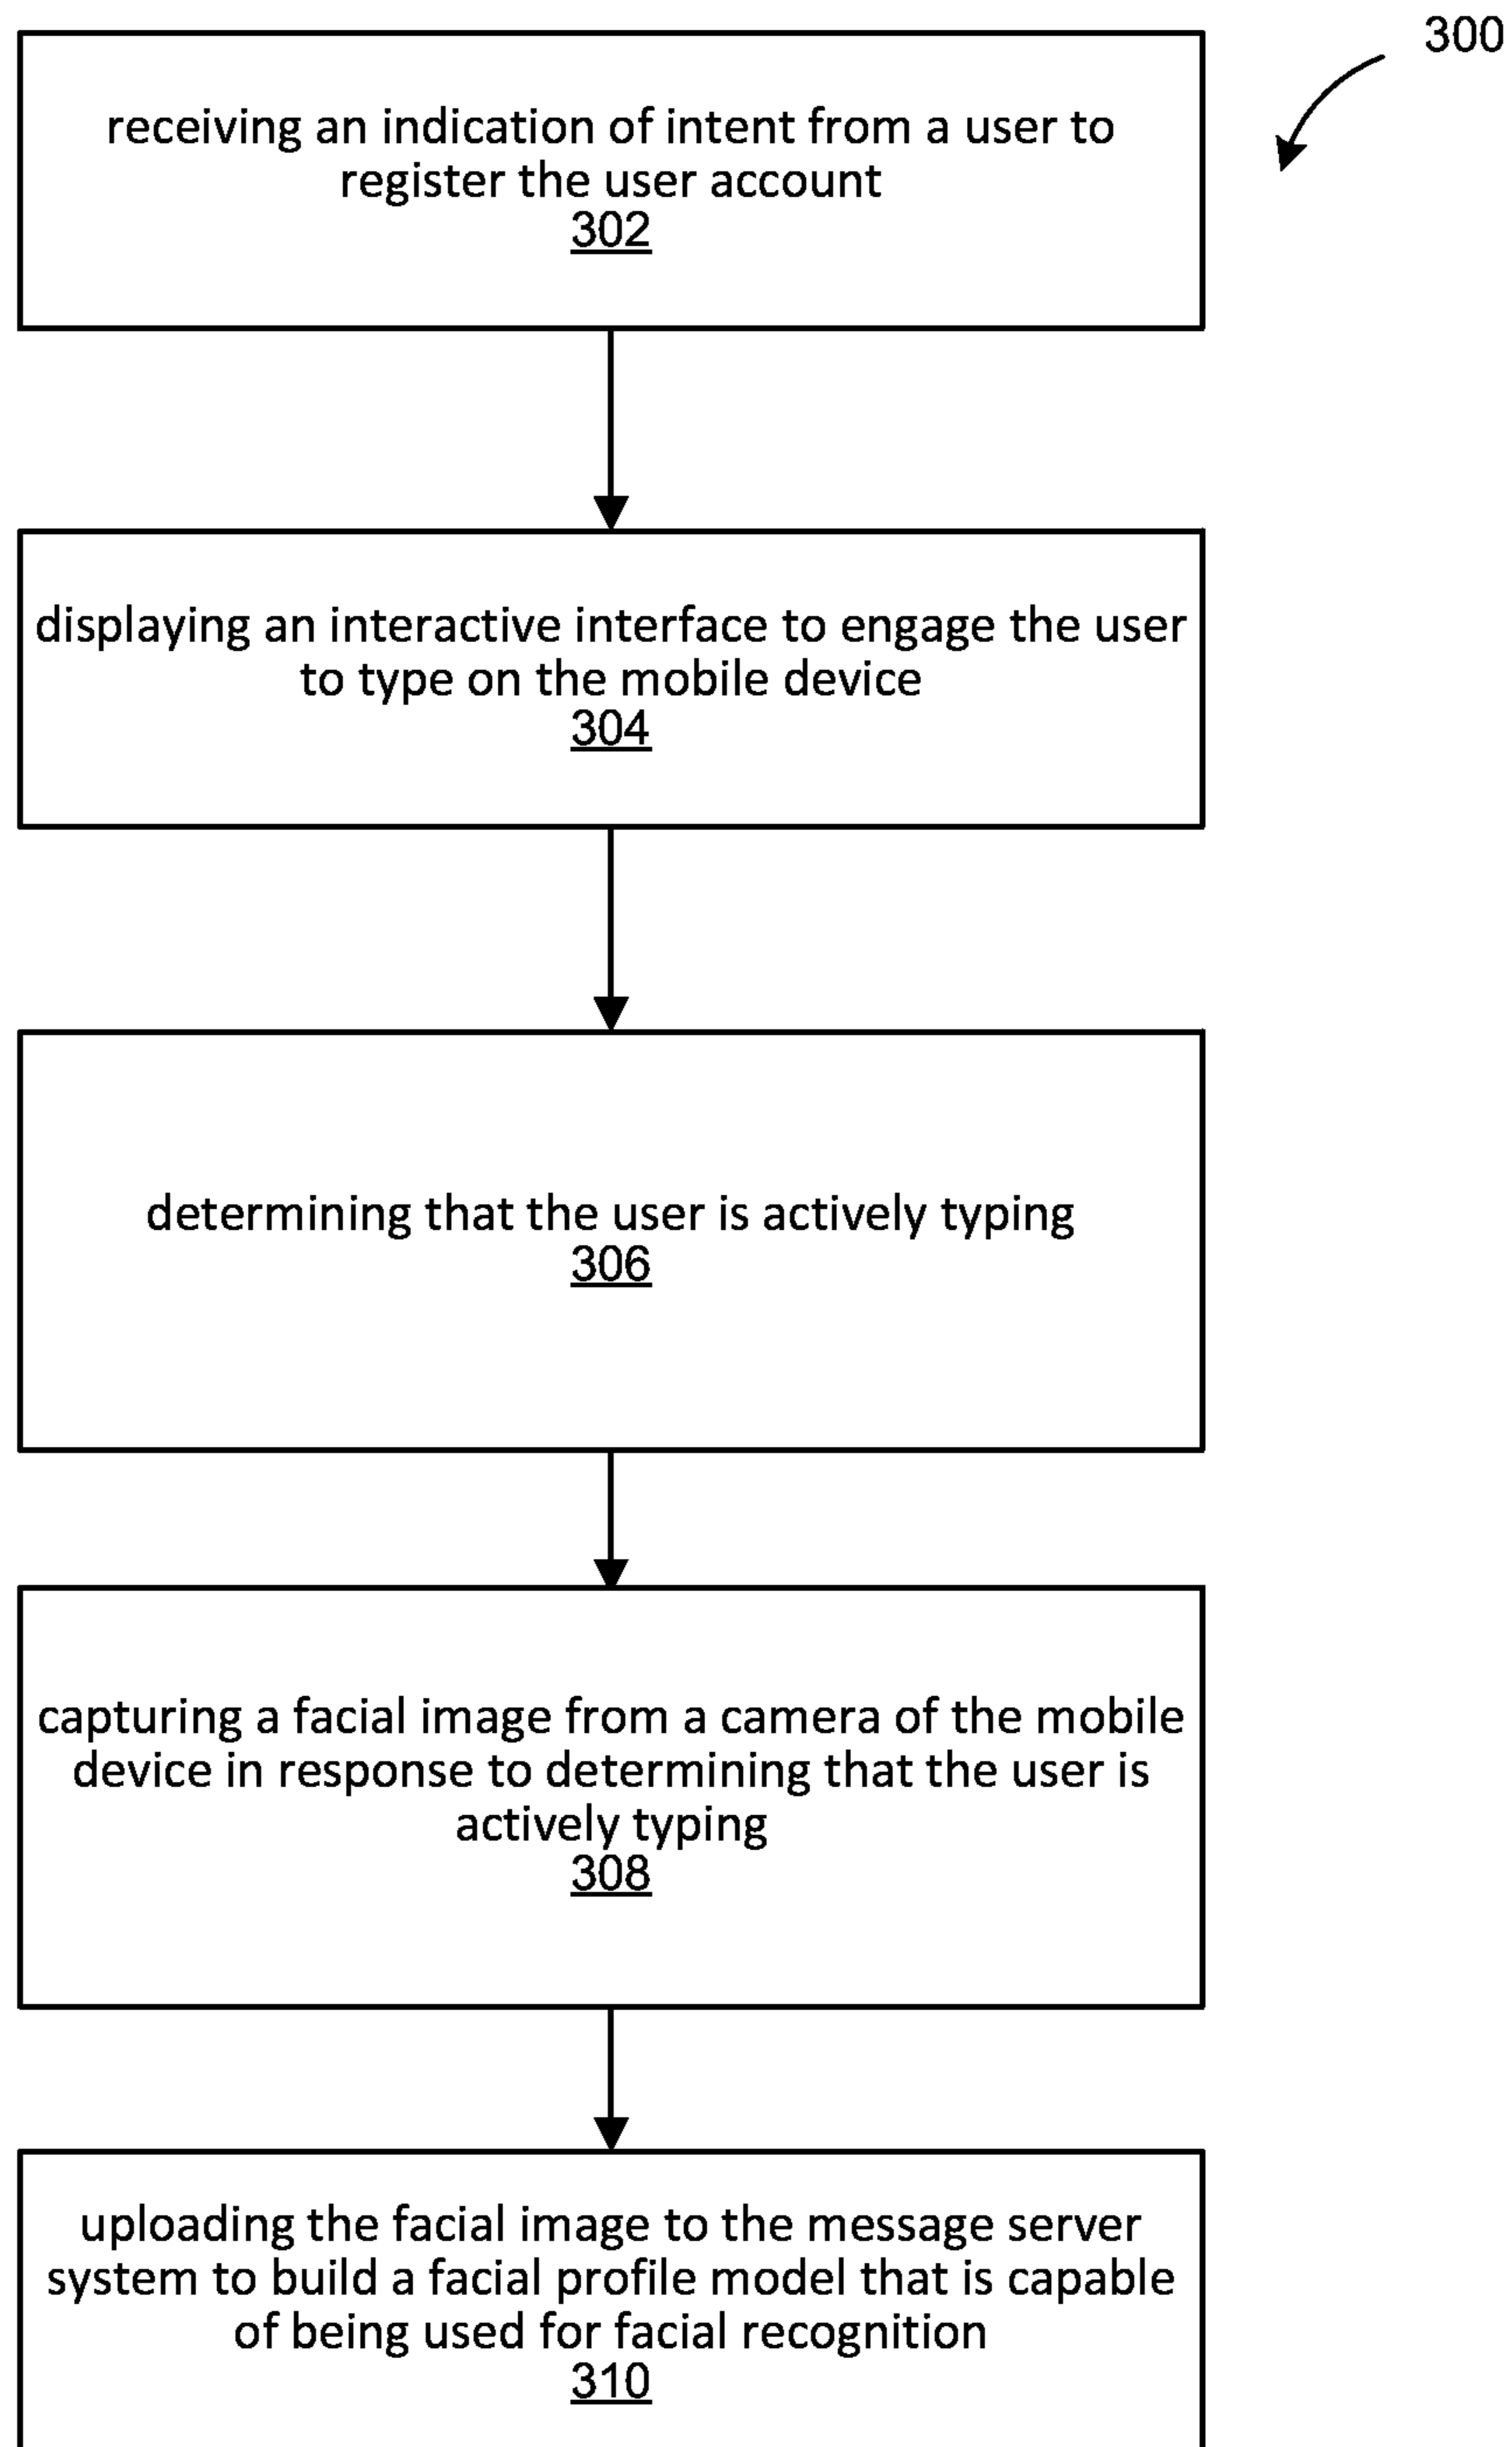 300
receiving an indication of intent from a user to
register the user account
302
displaying an interactive interface to engage the user
to type on the mobile device
304
determining that the user is actively typing
306
capturing a facial image from a camera of the mobile
device in response to determining that the user is
actively typing
308
uploading the facial image to the message server
system to build a facial profile model that is capable
of being used for facial recognition
310